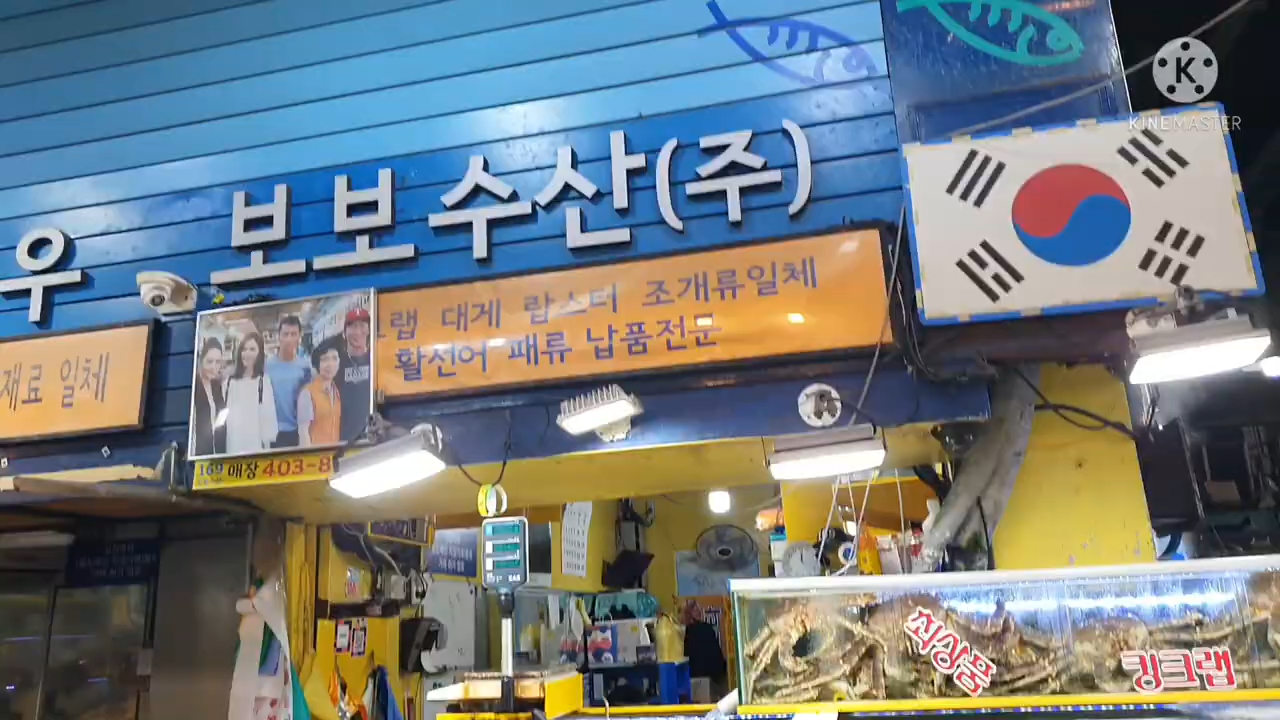 우 보보수산(주)
크랩 대게 랍스터 조개류일체
활선어 패류 납품전문
재료 일체
169 매장 403-8
최상품
킹크랩
KINEMASTER